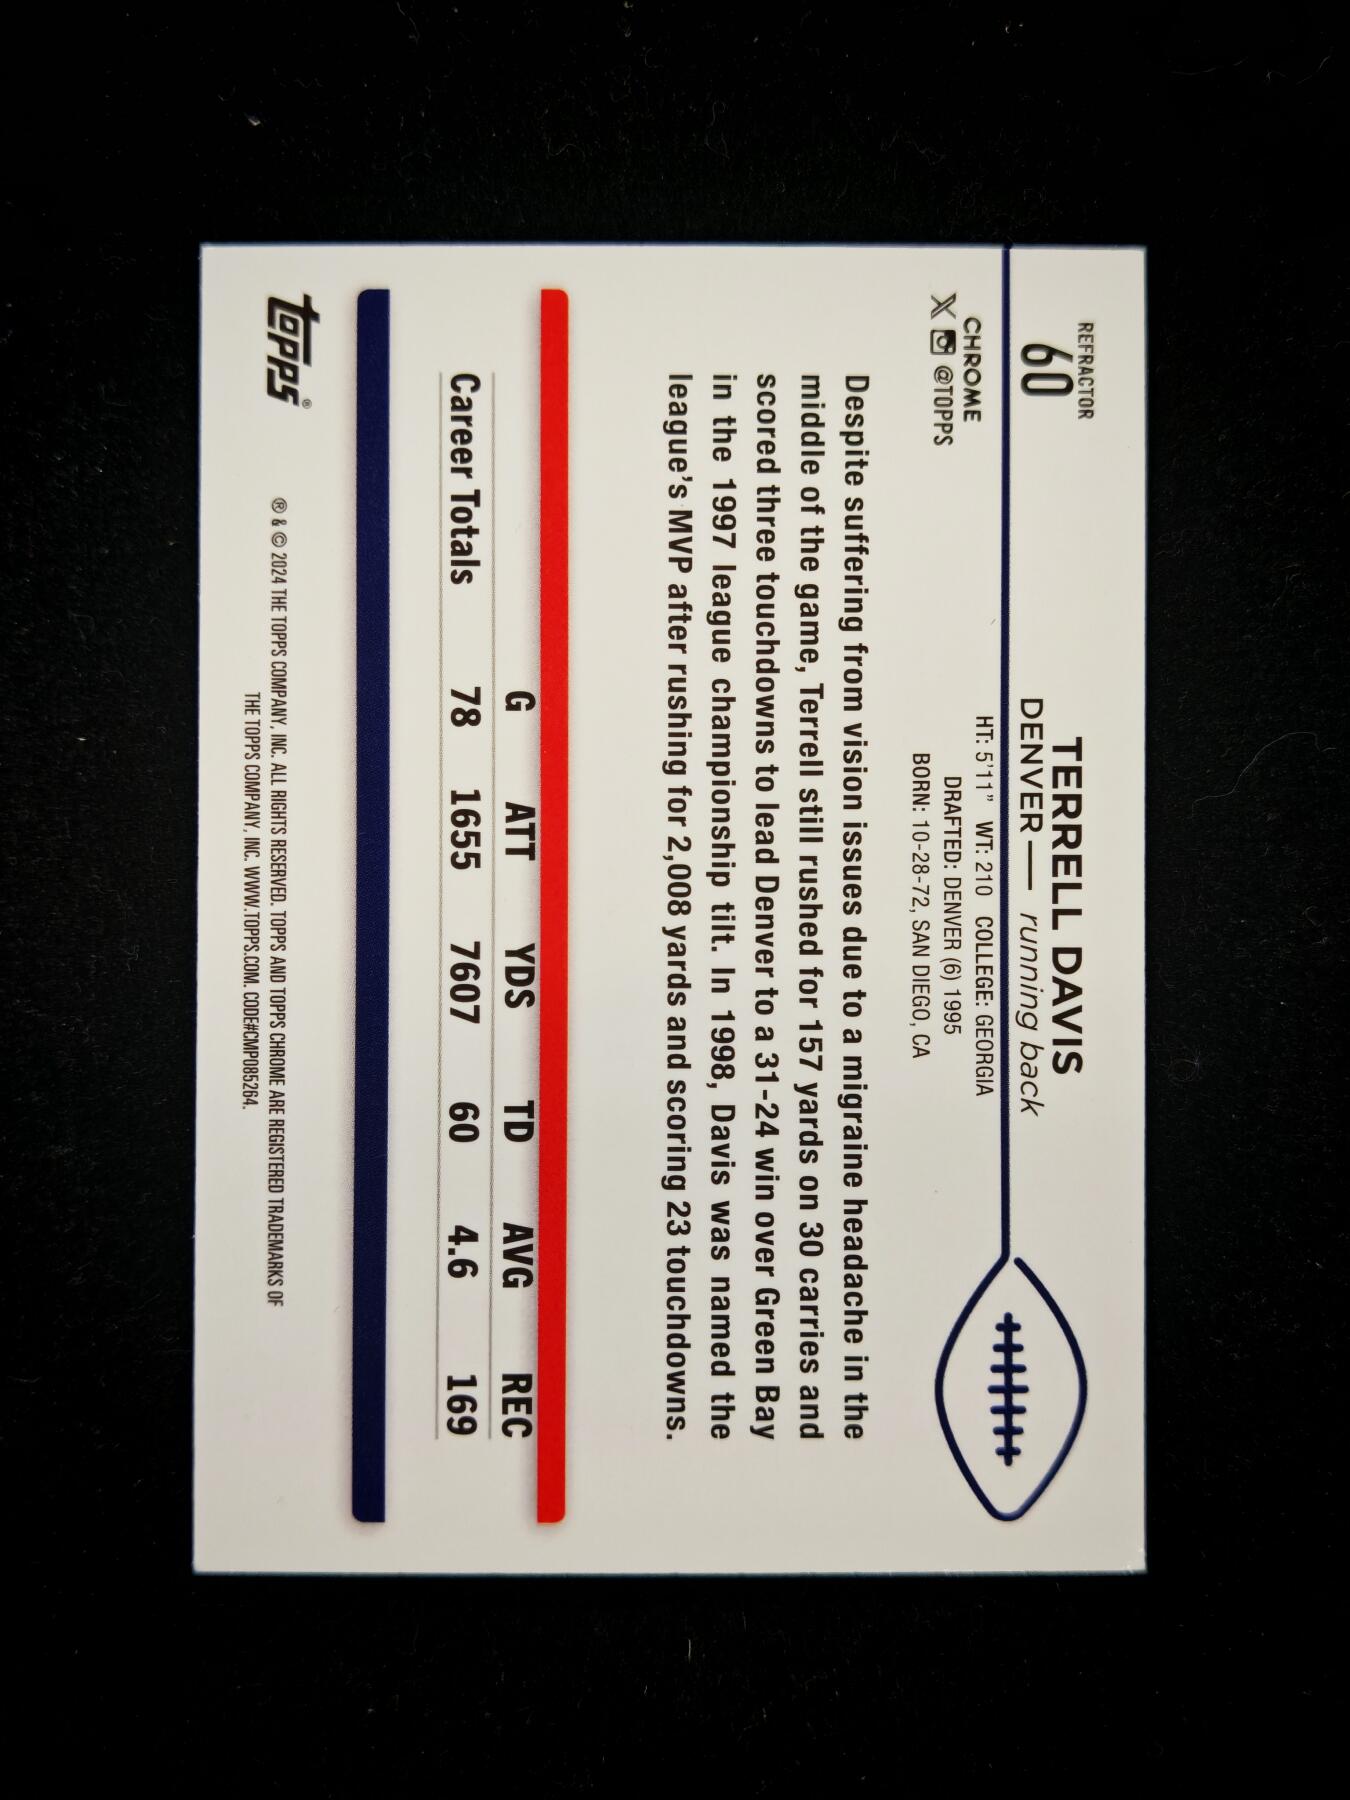 REFRACTOR
60
TERRELL DAVIS
DENVER — running back
CHROME
X @TOPPS
HT: 5'11" WT: 210 COLLEGE: GEORGIA
DRAFTED: DENVER (6) 1995
BORN: 10-28-72, SAN DIEGO, CA
Despite suffering from vision issues due to a migraine headache in the
middle of the game, Terrell still rushed for 157 yards on 30 carries and
scored three touchdowns to lead Denver to a 31-24 win over Green Bay
in the 1997 league championship tilt. In 1998, Davis was named the
league's MVP after rushing for 2,008 yards and scoring 23 touchdowns.
G ATT YDS TD AVG REC
Career Totals 78 1655 7607 60 4.6 169
Topps®
® & © 2024 THE TOPPS COMPANY, INC. ALL RIGHTS RESERVED. TOPPS AND TOPPS CHROME ARE REGISTERED TRADEMARKS OF
THE TOPPS COMPANY, INC. WWW.TOPPS.COM. CODE#CMP085264.